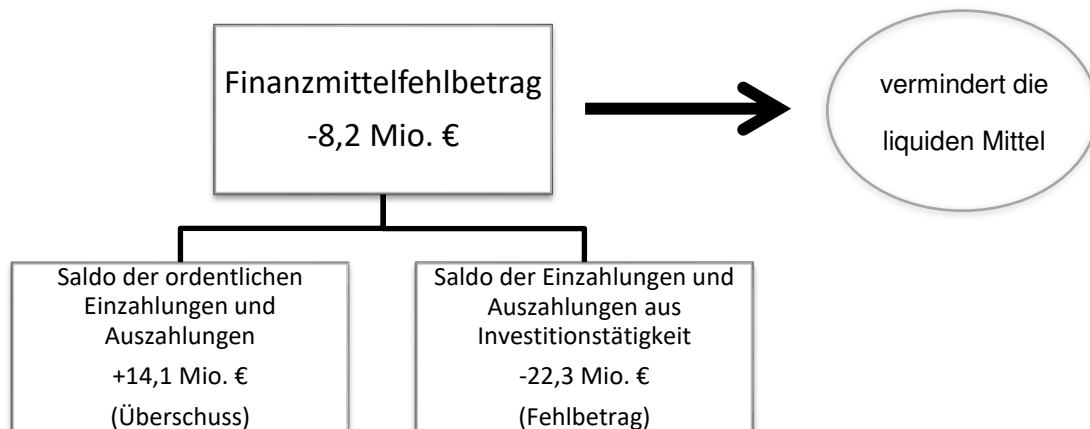 Finanzmittelfehlbetrag
-8,2 Mio. €
vermindert die
liquiden Mittel
Saldo der ordentlichen
Einzahlungen und
Auszahlungen
+14,1 Mio. €
(Überschuss)
Saldo der Einzahlungen und
Auszahlungen aus
Investitionstätigkeit
-22,3 Mio. €
(Fehlbetrag)